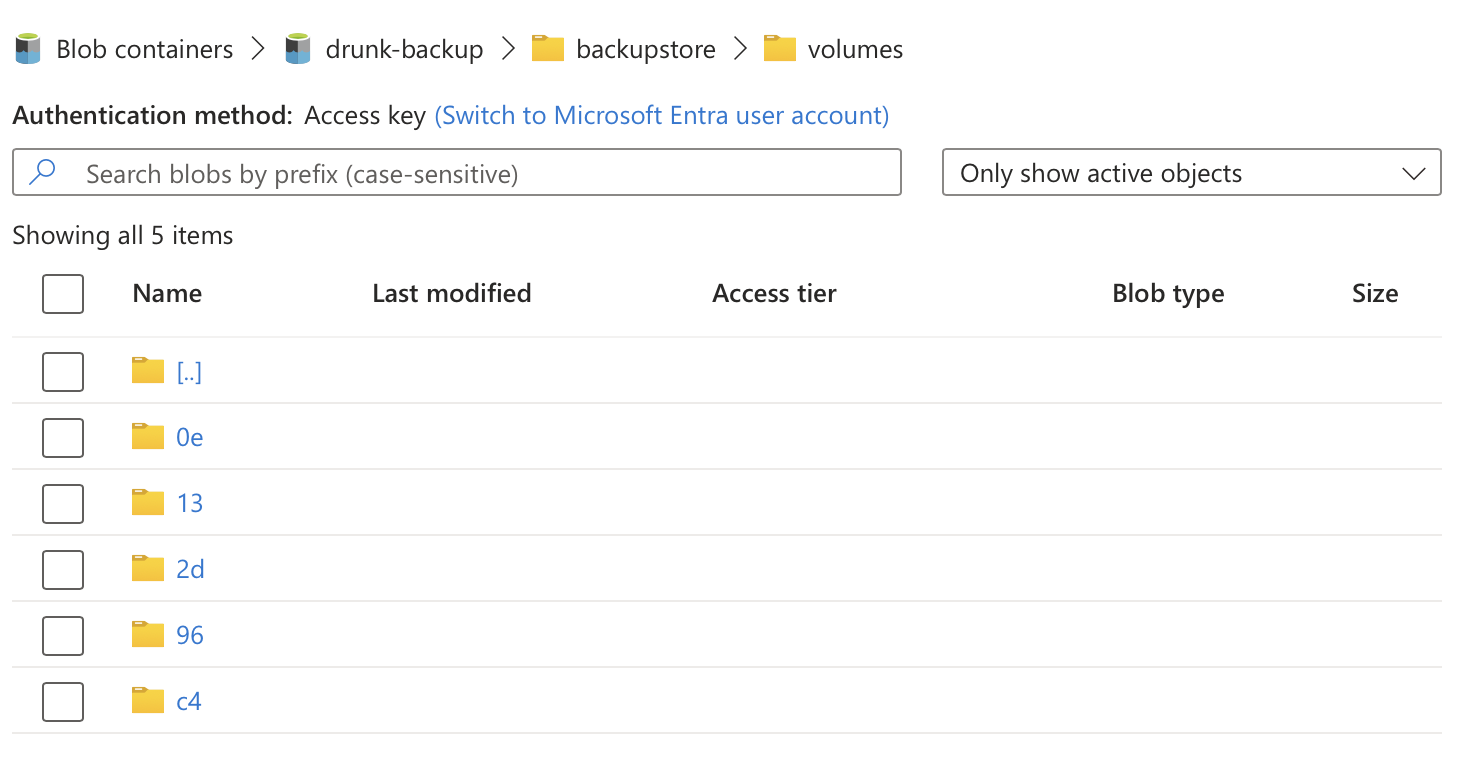 Blob containers > drunk-backup > backupstore > volumes
Authentication method: Access key (Switch to Microsoft Entra user account)
Search blobs by prefix (case-sensitive) Only show active objects
Showing all 5 items
Name Last modified Access tier Blob type Size
[..]
0e
13
2d
96
c4